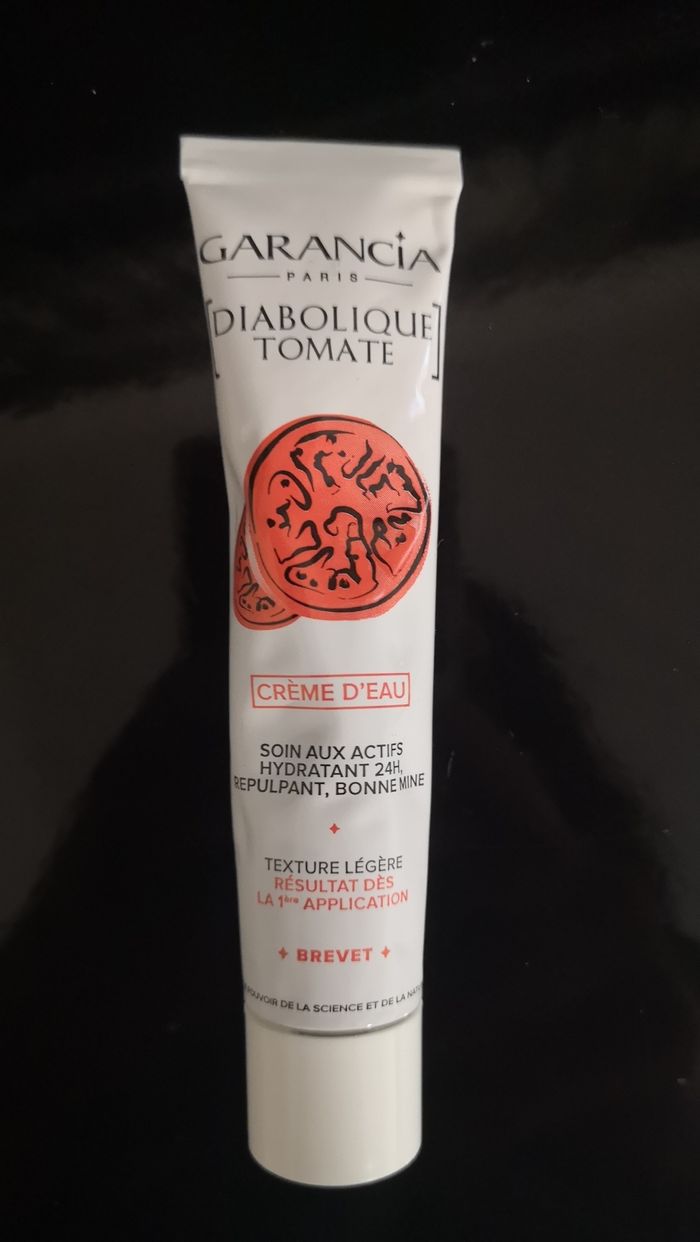 GARANCIA
PARIS
[DIABOLIQUE
TOMATE]
CRÈME D'EAU
SOIN AUX ACTIFS
HYDRATANT 24H,
REPULPANT, BONNE MINE
TEXTURE LÉGÈRE
RÉSULTAT DÈS
LA 1ère APPLICATION
BREVET
POUVOIR DE LA SCIENCE ET DE LA